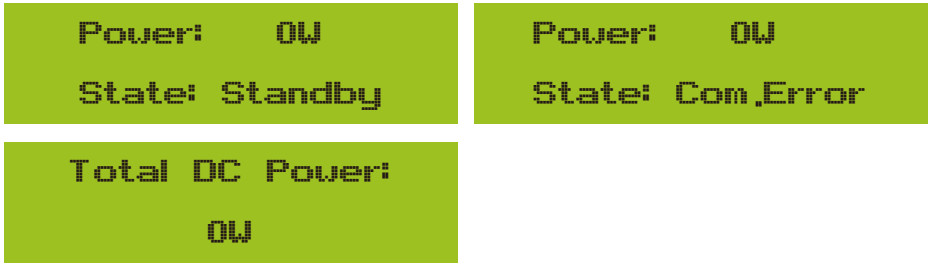 Power: 0W
State: Standby
Power: 0W
State: Com.Error
Total DC Power:
0W